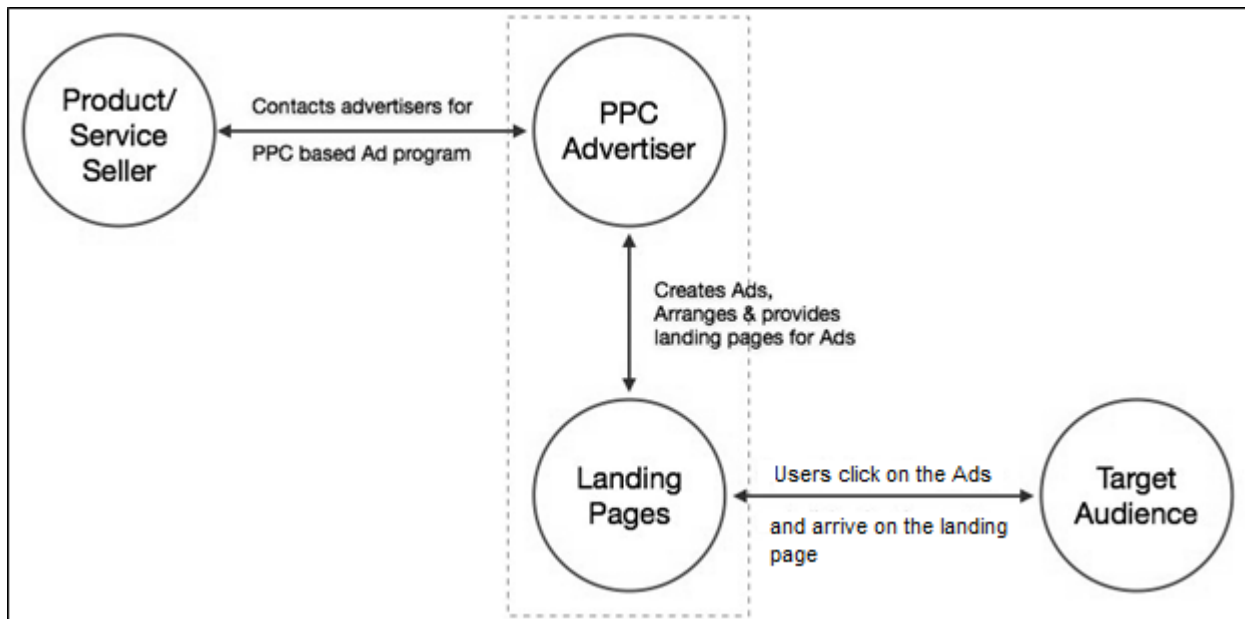 Product/
Service
Seller
Contacts advertisers for
PPC based Ad program
PPC
Advertiser
Creates Ads,
Arranges & provides
landing pages for Ads
Landing
Pages
Users click on the Ads
and arrive on the landing
page
Target
Audience